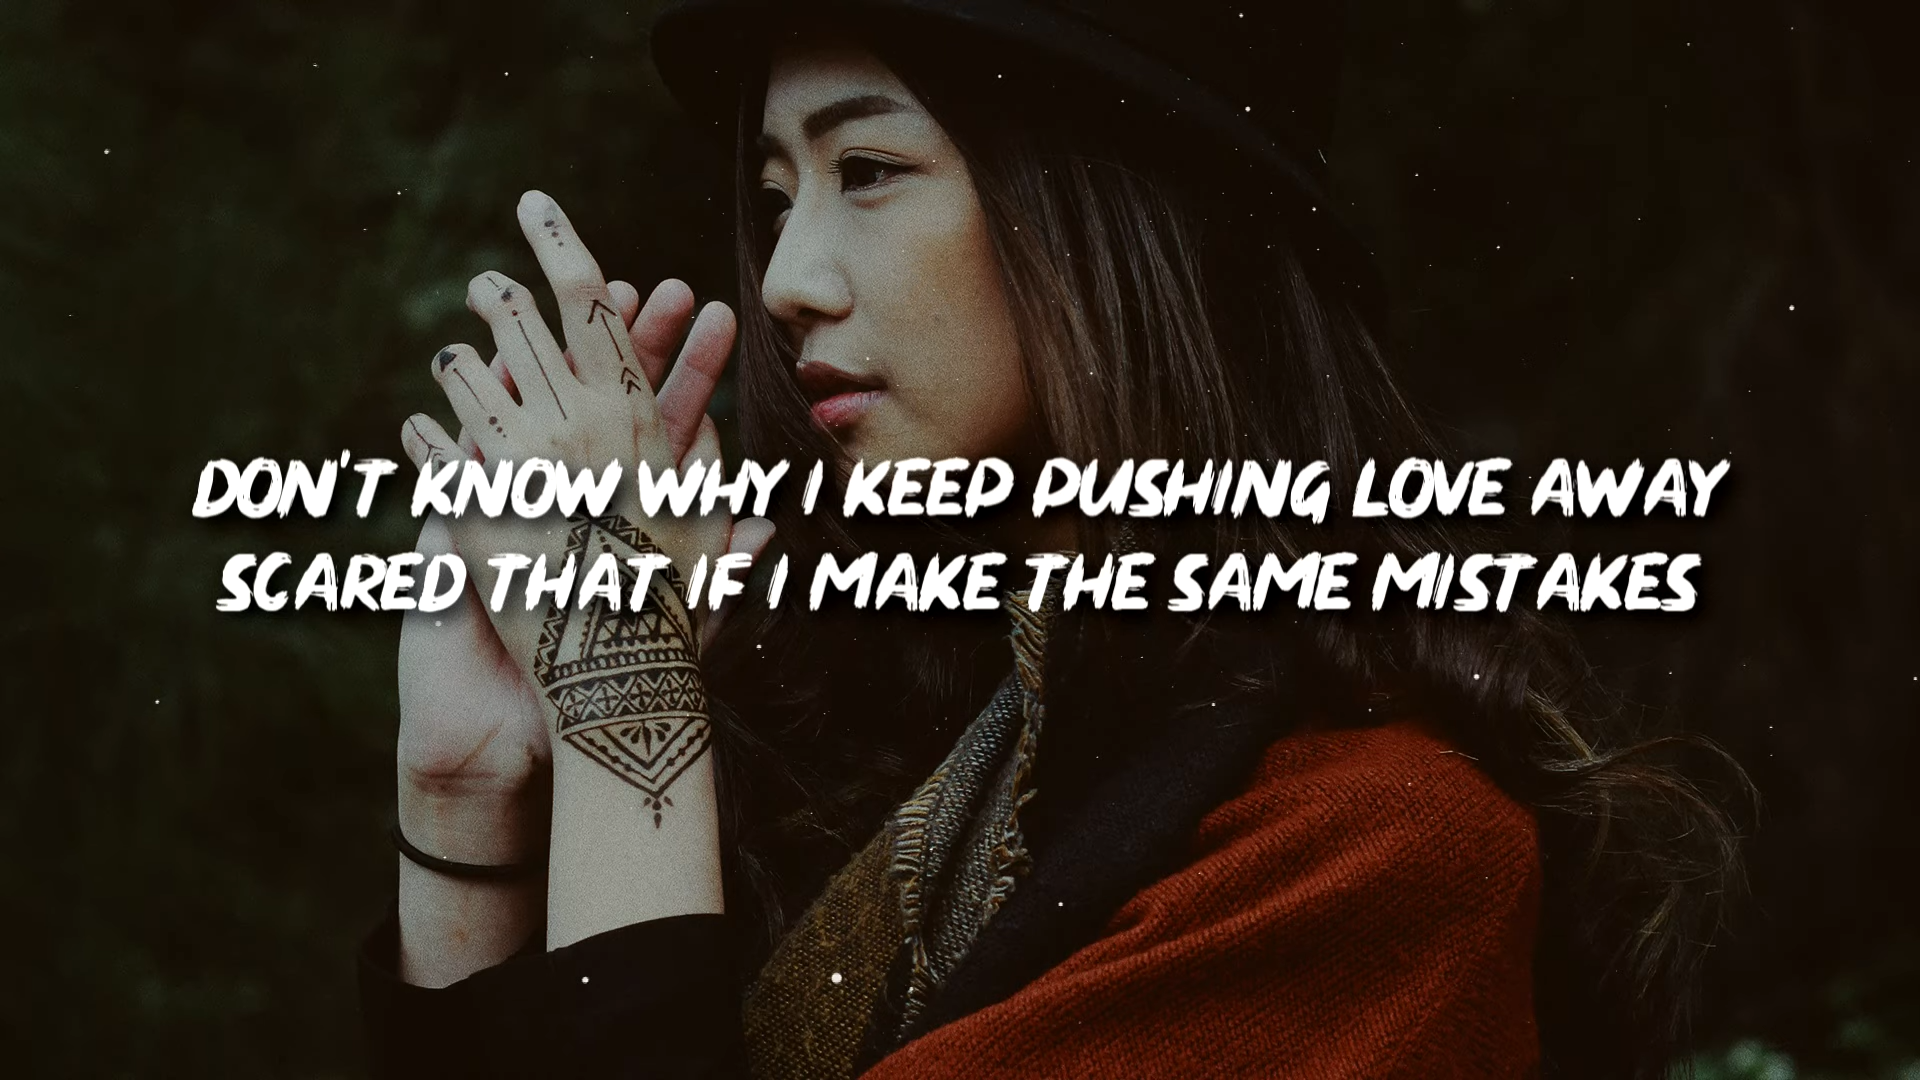 DON'T KNOW WHY I KEEP PUSHING LOVE AWAY
SCARED THAT IF I MAKE THE SAME MISTAKES